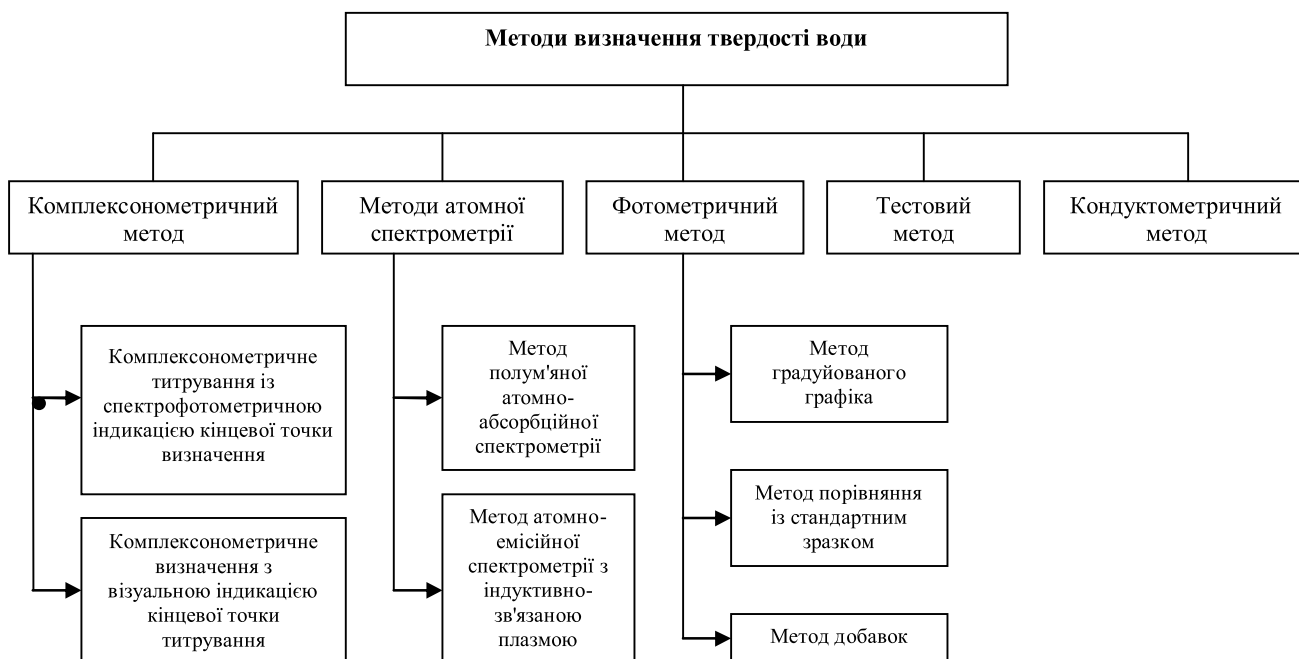 Методи визначення твердості води
Комплексонометричний
метод
Методи атомної
спектрометрії
Фотометричний
метод
Тестовий
метод
Кондуктометричний
метод
Комплексонометричне
титрування із
спектрофотометричною
індикацією кінцевої точки
визначення
Комплексонометричне
визначення з
візуальною індикацією
кінцевої точки
титрування
Метод
полум'яної
атомно-
абсорбційної
спектрометрії
Метод атомно-
емісійної
спектрометрії з
індуктивно-
зв'язаною
плазмою
Метод
градуйованого
графіка
Метод порівняння
із стандартним
зразком
Метод добавок